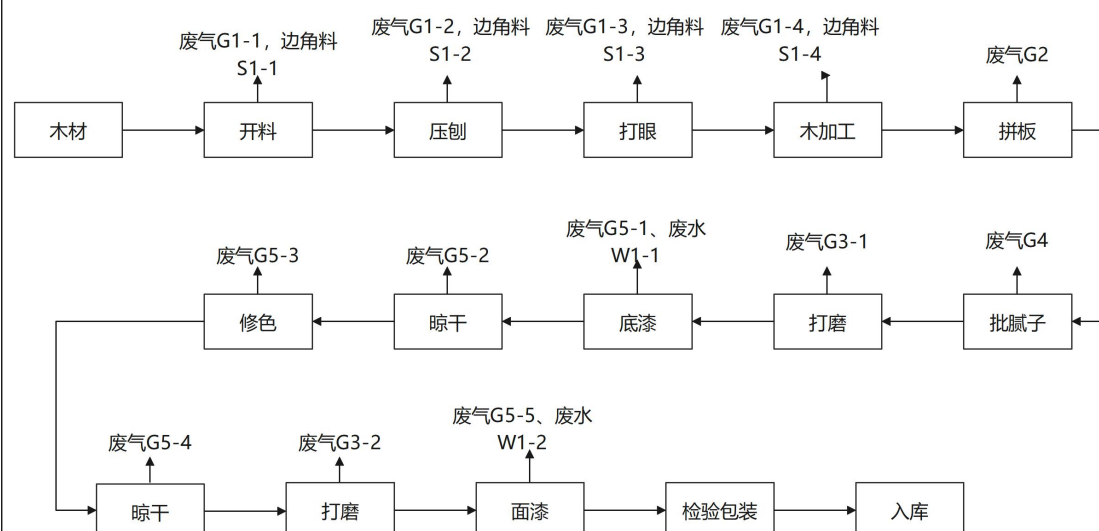 废气G1-1，边角料
S1-1
废气G1-2，边角料
S1-2
废气G1-3，边角料
S1-3
废气G1-4，边角料
S1-4
废气G2
木材
开料
压刨
打眼
木加工
拼板
废气G5-3
废气G5-2
废气G5-1、废水
W1-1
废气G3-1
废气G4
修色
晾干
底漆
打磨
批腻子
废气G5-4
废气G3-2
废气G5-5、废水
W1-2
晾干
打磨
面漆
检验包装
入库